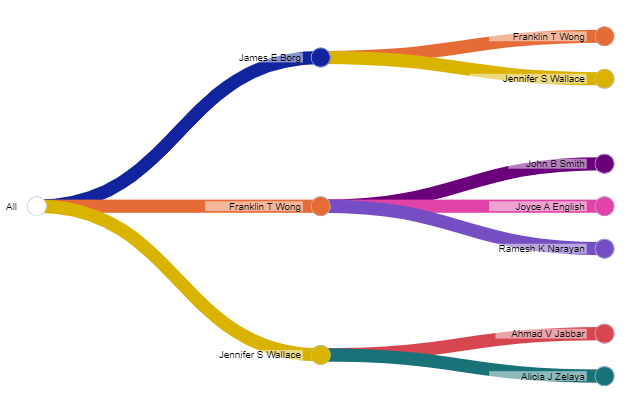 All
James E Borg
Franklin T Wong
Jennifer S Wallace
Franklin T Wong
John B Smith
Joyce A English
Ramesh K Narayan
Jennifer S Wallace
Ahmad V Jabbar
Alicia J Zelaya